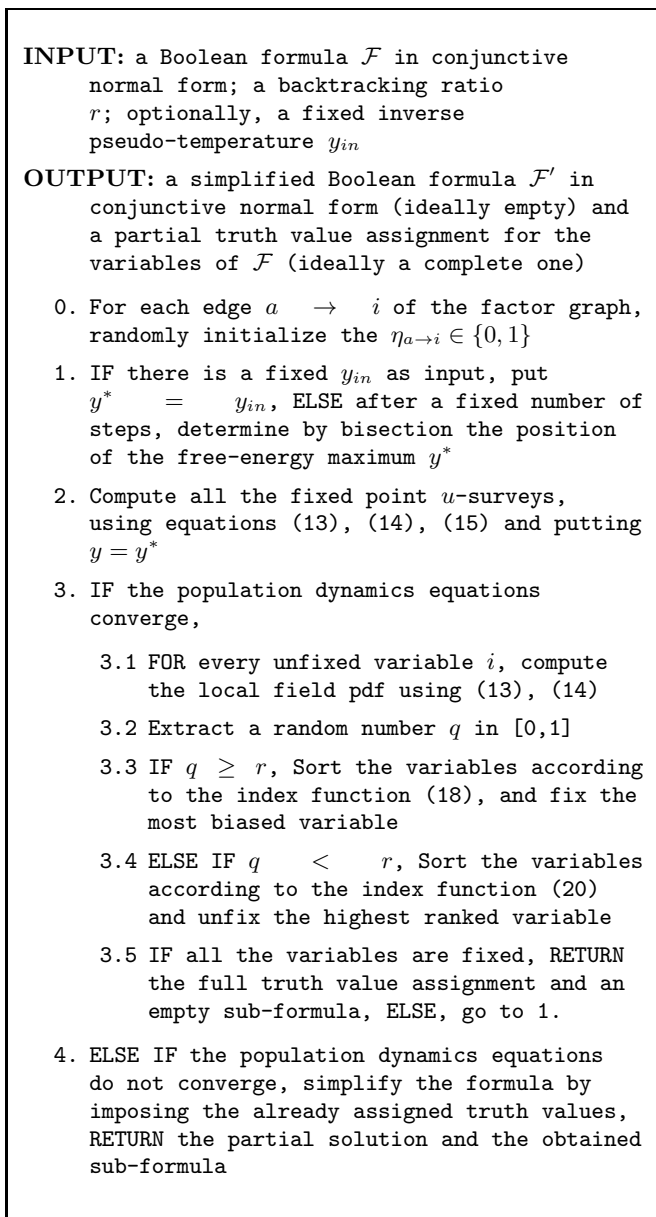 INPUT: a Boolean formula 𝓕 in conjunctive
normal form; a backtracking ratio
r; optionally, a fixed inverse
pseudo-temperature y_{in}
OUTPUT: a simplified Boolean formula 𝓕′ in
conjunctive normal form (ideally empty) and
a partial truth value assignment for the
variables of 𝓕 (ideally a complete one)
0. For each edge a → i of the factor graph,
randomly initialize the η_{a→i} ∈ {0, 1}
1. IF there is a fixed y_{in} as input, put
y* = y_{in}, ELSE after a fixed number of
steps, determine by bisection the position
of the free-energy maximum y*
2. Compute all the fixed point u-surveys,
using equations (13), (14), (15) and putting
y = y*
3. IF the population dynamics equations
converge,
3.1 FOR every unfixed variable i, compute
the local field pdf using (13), (14)
3.2 Extract a random number q in [0,1]
3.3 IF q ≥ r, Sort the variables according
to the index function (18), and fix the
most biased variable
3.4 ELSE IF q < r, Sort the variables
according to the index function (20)
and unfix the highest ranked variable
3.5 IF all the variables are fixed, RETURN
the full truth value assignment and an
empty sub-formula, ELSE, go to 1.
4. ELSE IF the population dynamics equations
do not converge, simplify the formula by
imposing the already assigned truth values,
RETURN the partial solution and the obtained
sub-formula